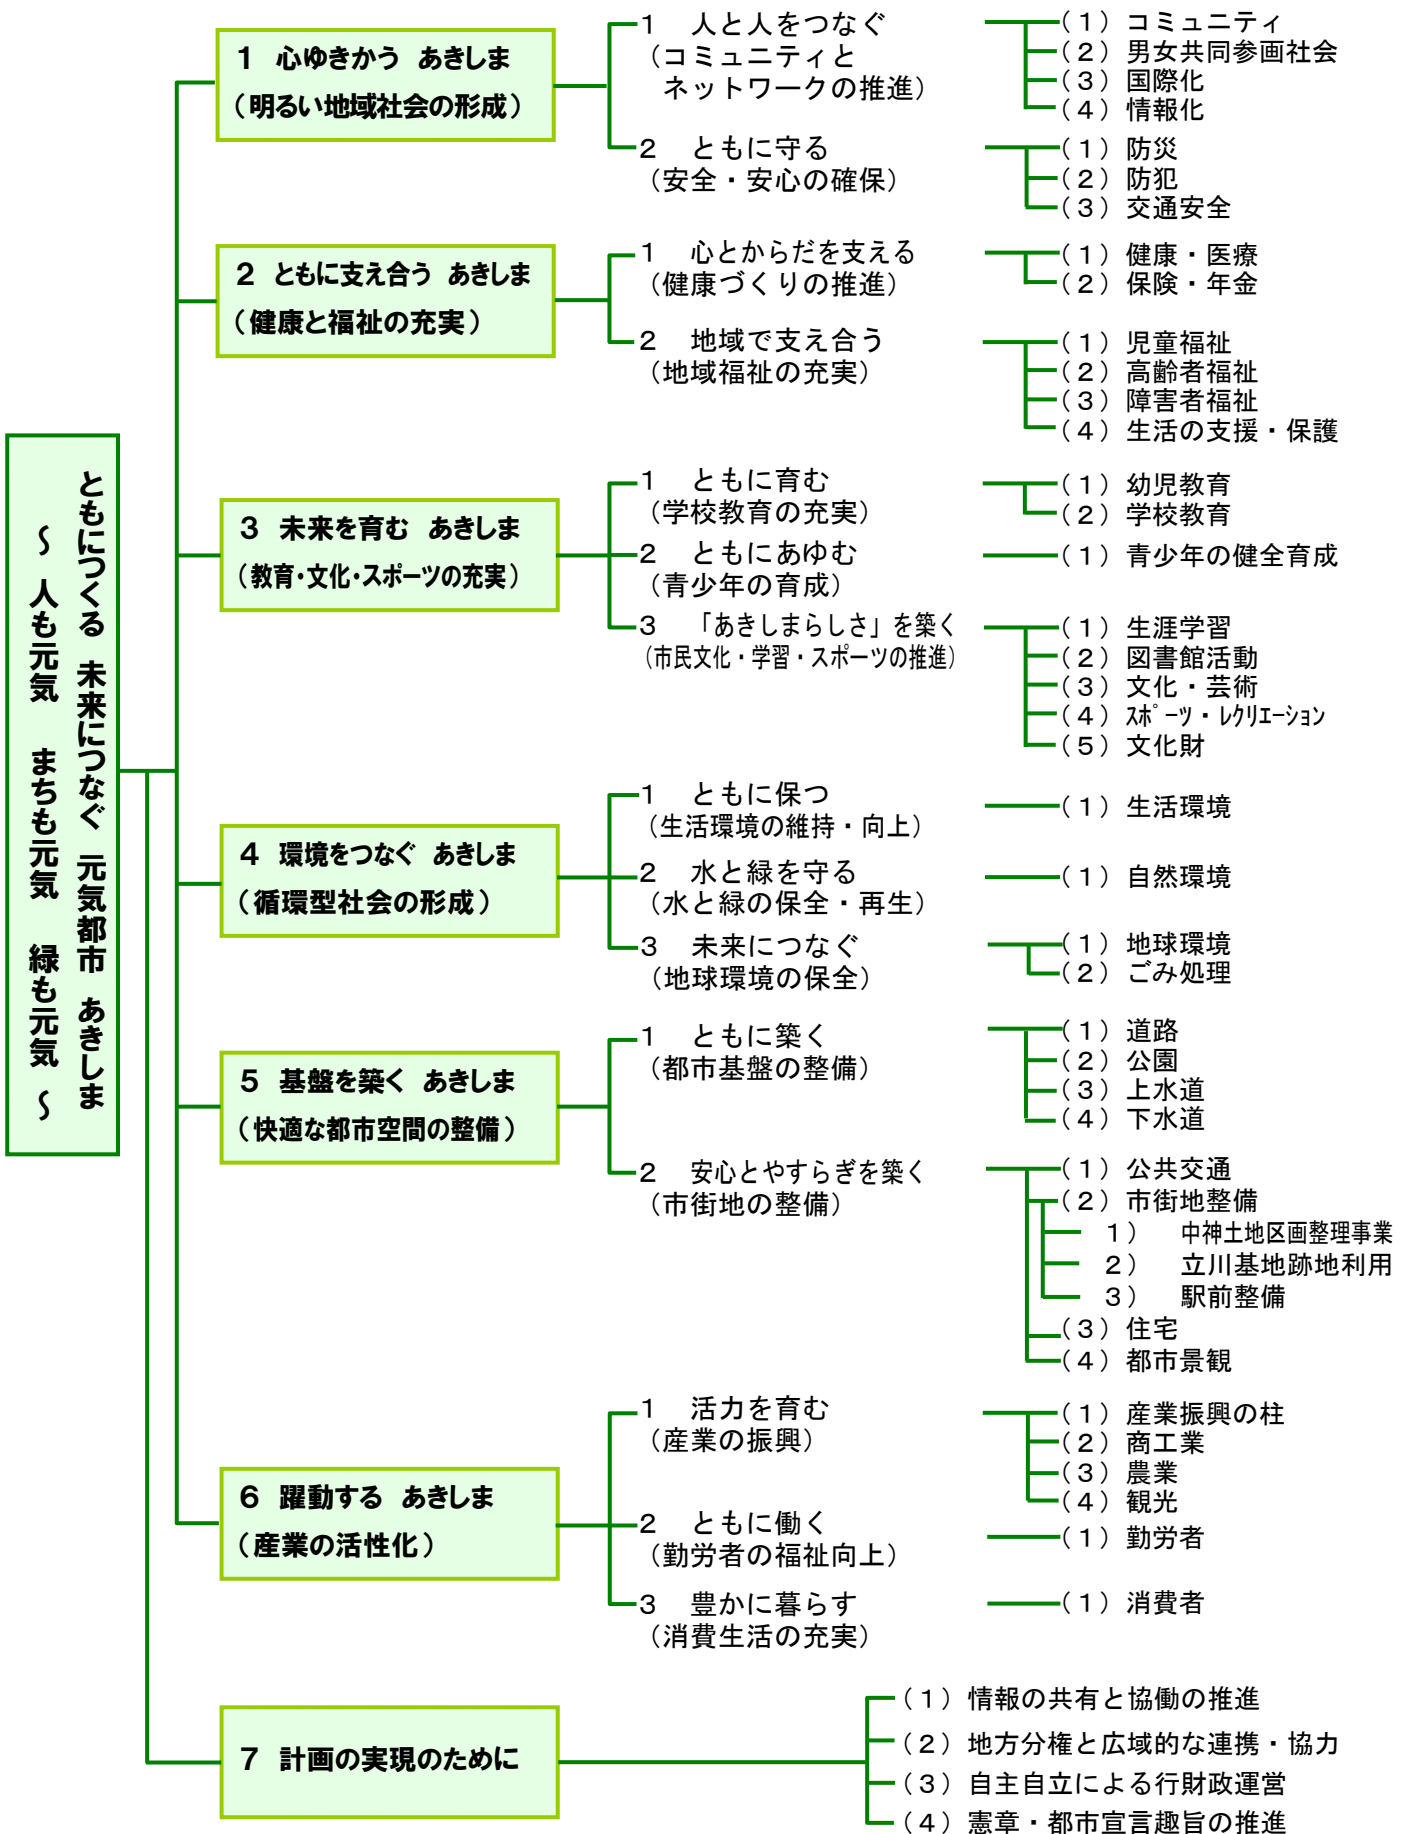 ともにつくる 未来につなぐ 元気都市 あきしま
～ 人も元気 まちも元気 緑も元気 ～
1 心ゆきかう あきしま
（明るい地域社会の形成）
1 人と人をつなぐ
（コミュニティと
ネットワークの推進）
（1）コミュニティ
（2）男女共同参画社会
（3）国際化
（4）情報化
2 ともに守る
（安全・安心の確保）
（1）防災
（2）防犯
（3）交通安全
2 ともに支え合う あきしま
（健康と福祉の充実）
1 心とからだを支える
（健康づくりの推進）
（1）健康・医療
（2）保険・年金
2 地域で支え合う
（地域福祉の充実）
（1）児童福祉
（2）高齢者福祉
（3）障害者福祉
（4）生活の支援・保護
3 未来を育む あきしま
（教育・文化・スポーツの充実）
1 ともに育む
（学校教育の充実）
（1）幼児教育
（2）学校教育
2 ともにあゆむ
（青少年の育成）
（1）青少年の健全育成
3 「あきしまらしさ」を築く
（市民文化・学習・スポーツの推進）
（1）生涯学習
（2）図書館活動
（3）文化・芸術
（4）ｽﾎﾟｰﾂ・ﾚｸﾘｴｰｼｮﾝ
（5）文化財
4 環境をつなぐ あきしま
（循環型社会の形成）
1 ともに保つ
（生活環境の維持・向上）
（1）生活環境
2 水と緑を守る
（水と緑の保全・再生）
（1）自然環境
3 未来につなぐ
（地球環境の保全）
（1）地球環境
（2）ごみ処理
5 基盤を築く あきしま
（快適な都市空間の整備）
1 ともに築く
（都市基盤の整備）
（1）道路
（2）公園
（3）上水道
（4）下水道
2 安心とやすらぎを築く
（市街地の整備）
（1）公共交通
（2）市街地整備
1） 中神土地区画整理事業
2） 立川基地跡地利用
3） 駅前整備
（3）住宅
（4）都市景観
6 躍動する あきしま
（産業の活性化）
1 活力を育む
（産業の振興）
（1）産業振興の柱
（2）商工業
（3）農業
（4）観光
2 ともに働く
（勤労者の福祉向上）
（1）勤労者
3 豊かに暮らす
（消費生活の充実）
（1）消費者
7 計画の実現のために
（1）情報の共有と協働の推進
（2）地方分権と広域的な連携・協力
（3）自主自立による行財政運営
（4）憲章・都市宣言趣旨の推進